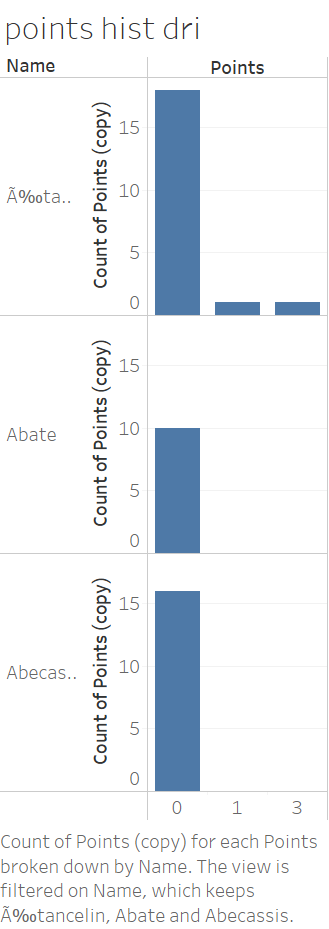 points hist dri
Name
Points
Count of Points (copy)
15
10
5
0
Ã‰ta..
Count of Points (copy)
15
10
5
0
Abate
Count of Points (copy)
15
10
5
0
Abecas..
0 1 3
Count of Points (copy) for each Points
broken down by Name. The view is
filtered on Name, which keeps
Ã‰tancelin, Abate and Abecassis.